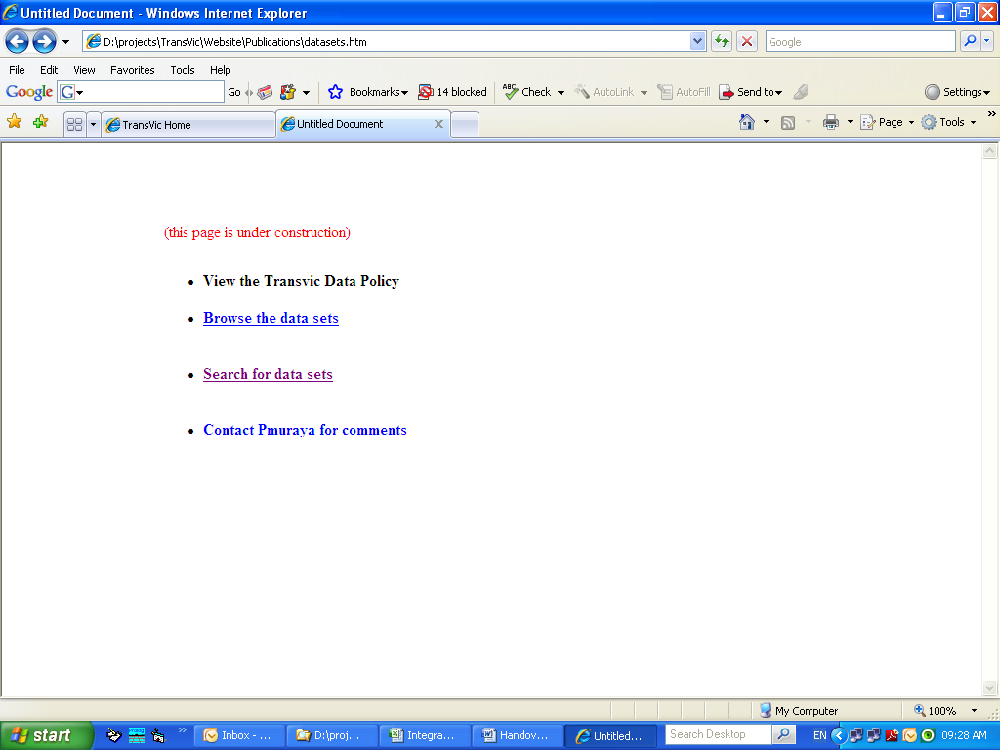 Untitled Document - Windows Internet Explorer
D:\projects\TransVic\Website\Publications\datasets.htm
Google
File Edit View Favorites Tools Help
Google G Go Bookmarks 14 blocked ABC Check AutoLink AutoFill Send to Settings
TransVic Home Untitled Document X Page Tools »
(this page is under construction)
• View the Transvic Data Policy
• Browse the data sets
• Search for data sets
• Contact Pmuraya for comments
My Computer 100%
start » Inbox - ... D:\proj... Integra... Handov... Untitled... Search Desktop EN 09:28 AM